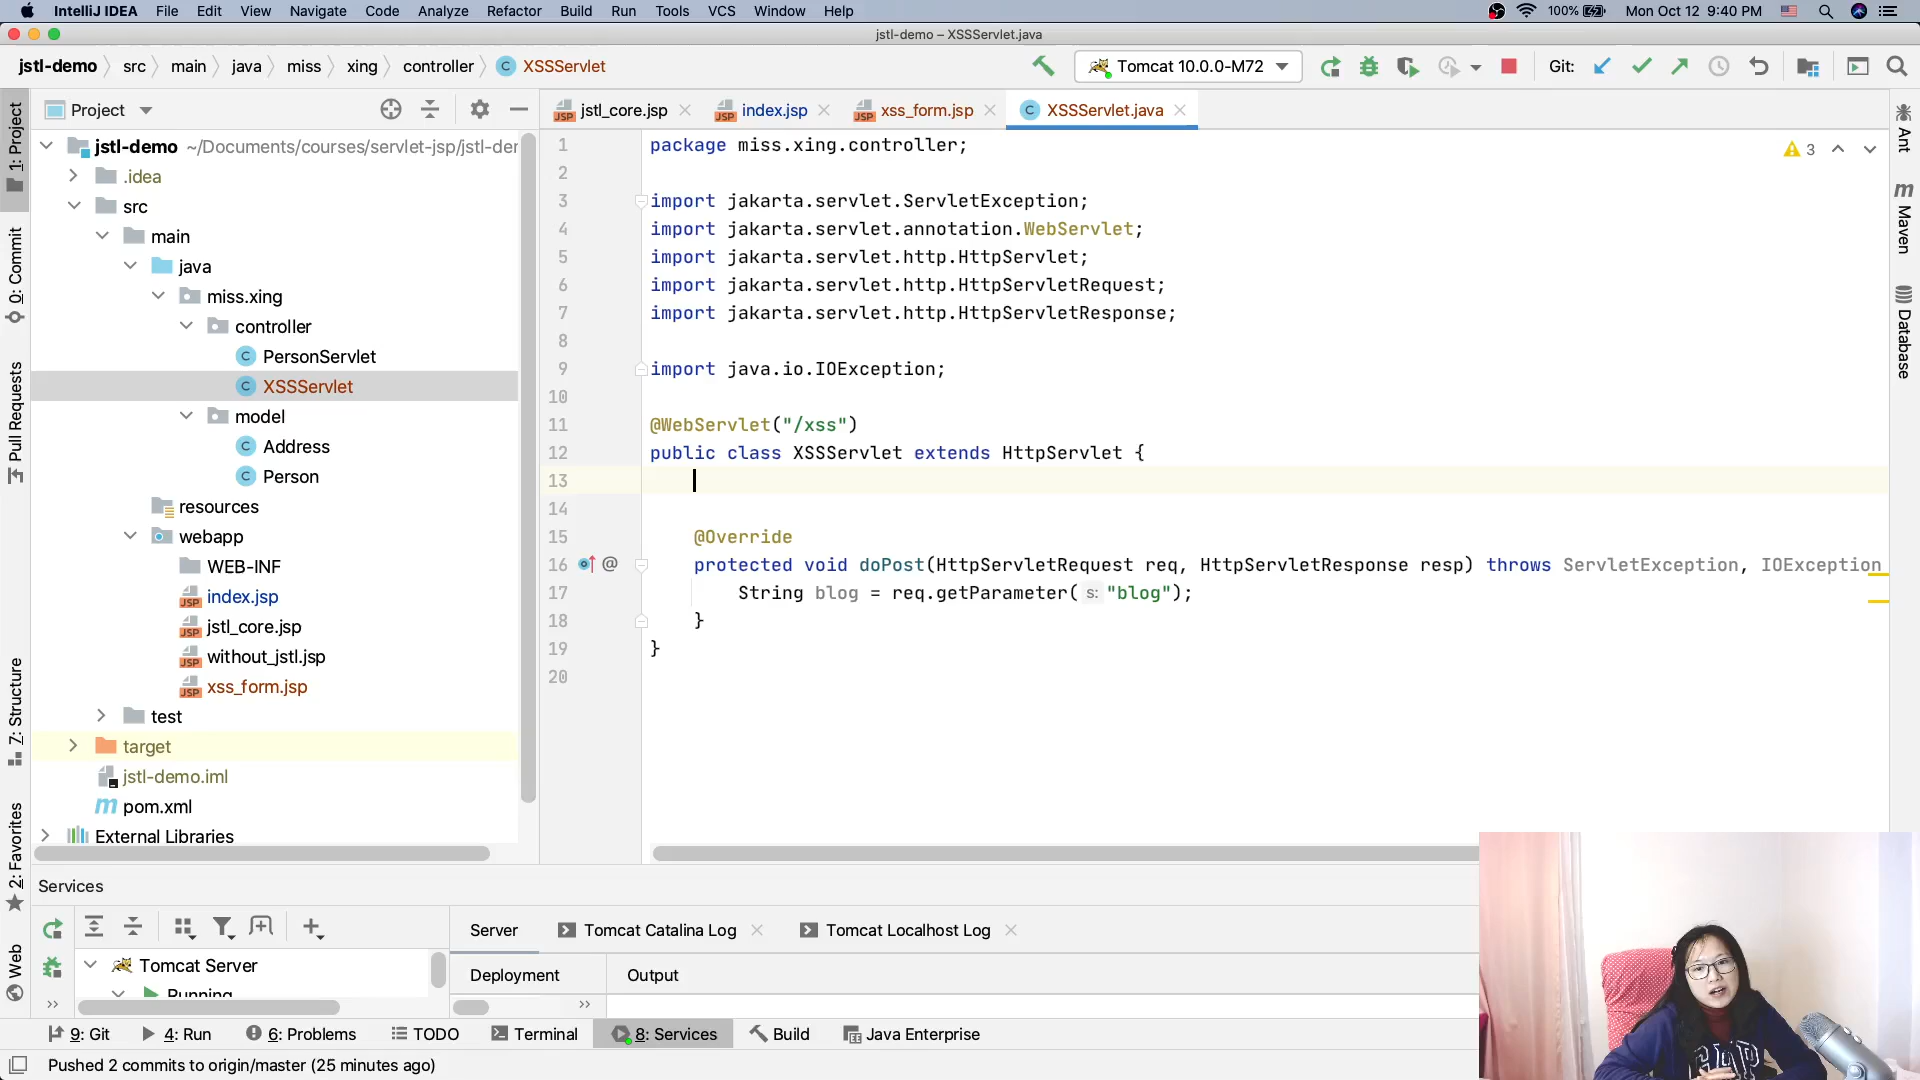 IntelliJ IDEA File Edit View Navigate Code Analyze Refactor Build Run Tools VCS Window Help 100% Mon Oct 12 9:40 PM
jstl-demo – XSSServlet.java
jstl-demo src main java miss xing controller C XSSServlet Tomcat 10.0.0-M72 Git:
Project
jstl_core.jsp index.jsp xss_form.jsp XSSServlet.java
jstl-demo ~/Documents/courses/servlet-jsp/jstl-der
.idea
src
main
java
miss.xing
controller
PersonServlet
XSSServlet
model
Address
Person
resources
webapp
WEB-INF
index.jsp
jstl_core.jsp
without_jstl.jsp
xss_form.jsp
test
target
jstl-demo.iml
pom.xml
External Libraries
1: Project
0: Commit
Pull Requests
7: Structure
2: Favorites
Web
1 package miss.xing.controller;
2
3 import jakarta.servlet.ServletException;
4 import jakarta.servlet.annotation.WebServlet;
5 import jakarta.servlet.http.HttpServlet;
6 import jakarta.servlet.http.HttpServletRequest;
7 import jakarta.servlet.http.HttpServletResponse;
8
9 import java.io.IOException;
10
11 @WebServlet("/xss")
12 public class XSSServlet extends HttpServlet {
13
14
15 @Override
16 protected void doPost(HttpServletRequest req, HttpServletResponse resp) throws ServletException, IOException
17 String blog = req.getParameter( s: "blog");
18 }
19 }
20
3
Ant
Maven
Database
Services
Server Tomcat Catalina Log Tomcat Localhost Log
Tomcat Server
Running
Deployment Output
9: Git 4: Run 6: Problems TODO Terminal 8: Services Build Java Enterprise
Pushed 2 commits to origin/master (25 minutes ago)